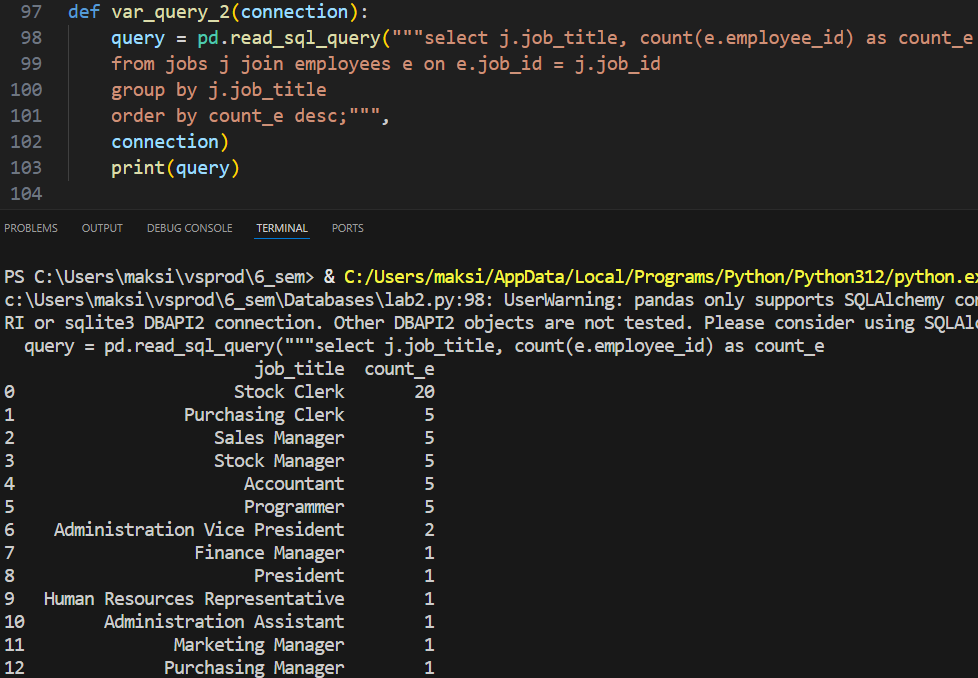 97 def var_query_2(connection):
98 query = pd.read_sql_query("""select j.job_title, count(e.employee_id) as count_e
99 from jobs j join employees e on e.job_id = j.job_id
100 group by j.job_title
101 order by count_e desc;""",
102 connection)
103 print(query)
104
PROBLEMS OUTPUT DEBUG CONSOLE TERMINAL PORTS
PS C:\Users\maksi\vsprod\6_sem> & C:/Users/maksi/AppData/Local/Programs/Python/Python312/python.ex
c:\Users\maksi\vsprod\6_sem\Databases\lab2.py:98: UserWarning: pandas only supports SQLAlchemy con
RI or sqlite3 DBAPI2 connection. Other DBAPI2 objects are not tested. Please consider using SQLAlc
query = pd.read_sql_query("""select j.job_title, count(e.employee_id) as count_e
job_title count_e
0 Stock Clerk 20
1 Purchasing Clerk 5
2 Sales Manager 5
3 Stock Manager 5
4 Accountant 5
5 Programmer 5
6 Administration Vice President 2
7 Finance Manager 1
8 President 1
9 Human Resources Representative 1
10 Administration Assistant 1
11 Marketing Manager 1
12 Purchasing Manager 1